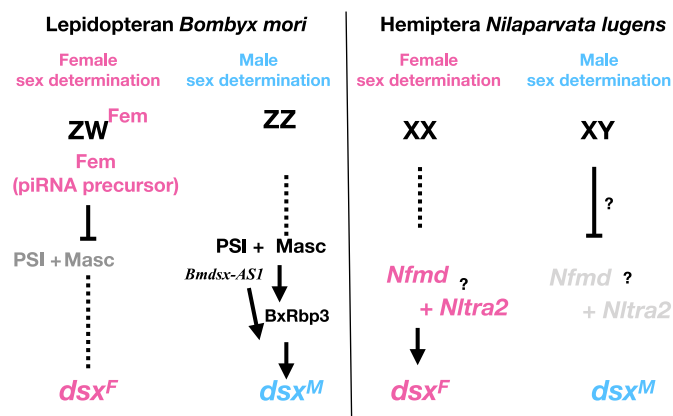 Lepidopteran Bombyx mori
Female
sex determination
Male
sex determination
ZW Fem
ZZ
Fem
(piRNA precursor)
PSI + Masc
PSI + Masc
Bmdsx-AS1
BxRbp3
dsxF
dsxM
Hemiptera Nilaparvata lugens
Female
sex determination
Male
sex determination
XX
XY
?
Nfmd ?
+ Nltra2
Nfmd ?
+ Nltra2
dsxF
dsxM